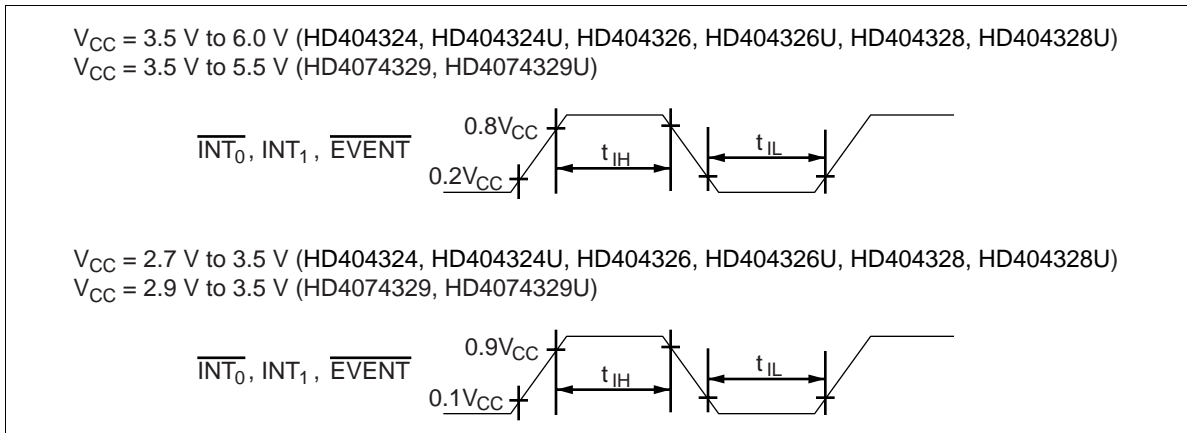 VCC = 3.5 V to 6.0 V (HD404324, HD404324U, HD404326, HD404326U, HD404328, HD404328U)
VCC = 3.5 V to 5.5 V (HD4074329, HD4074329U)
0.8VCC
INT0, INT1, EVENT
tIH
tIL
0.2VCC
VCC = 2.7 V to 3.5 V (HD404324, HD404324U, HD404326, HD404326U, HD404328, HD404328U)
VCC = 2.9 V to 3.5 V (HD4074329, HD4074329U)
0.9VCC
INT0, INT1, EVENT
tIH
tIL
0.1VCC